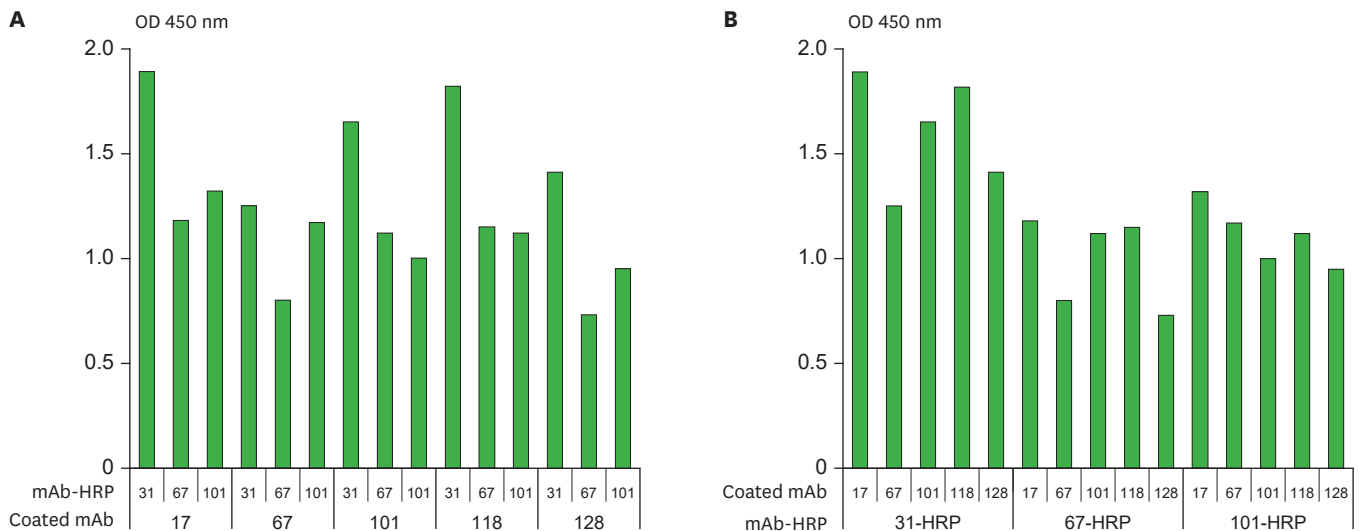 A
OD 450 nm
2.0
1.5
1.0
0.5
0
mAb-HRP 31 67 101 31 67 101 31 67 101 31 67 101 31 67 101
Coated mAb 17 67 101 118 128
B
OD 450 nm
2.0
1.5
1.0
0.5
0
Coated mAb 17 67 101 118 128 17 67 101 118 128 17 67 101 118 128
mAb-HRP 31-HRP 67-HRP 101-HRP